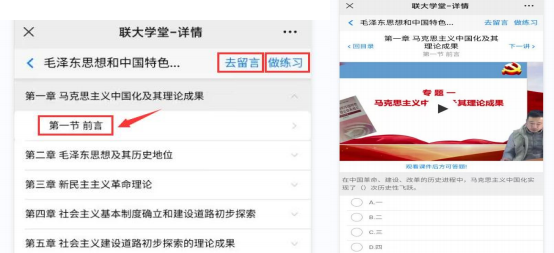 联大学堂-详情
毛泽东思想和中国特色...
去留言 做练习
第一章 马克思主义中国化及其理论成果
第一节 前言
第二章 毛泽东思想及其历史地位
第三章 新民主主义革命理论
第四章 社会主义基本制度确立和建设道路初步探索
第五章 社会主义建设道路初步探索的理论成果
联大学堂-详情
毛泽东思想和中国特色...
去留言 做练习
<回目录
第一章 马克思主义中国化及其
理论成果
第一节 前言
下一讲>
专题一
马克思主义中 其理论成果
观看课件后方可答题!
在中国革命、建设、改革的历史进程中，马克思主义中国化实
现了（）次历史性飞跃。
A.一
B.二
C.三
D.四